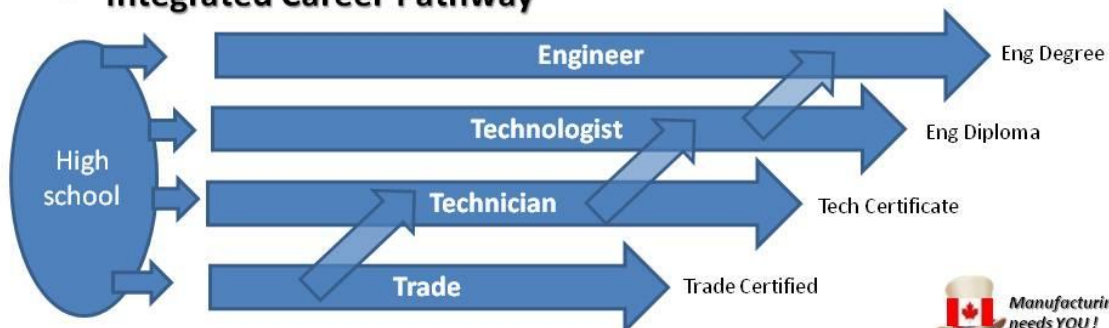 Integrated Career Pathway
Engineer
Eng Degree
Technologist
Eng Diploma
High
school
Technician
Tech Certificate
Trade
Trade Certified
needs YOU !